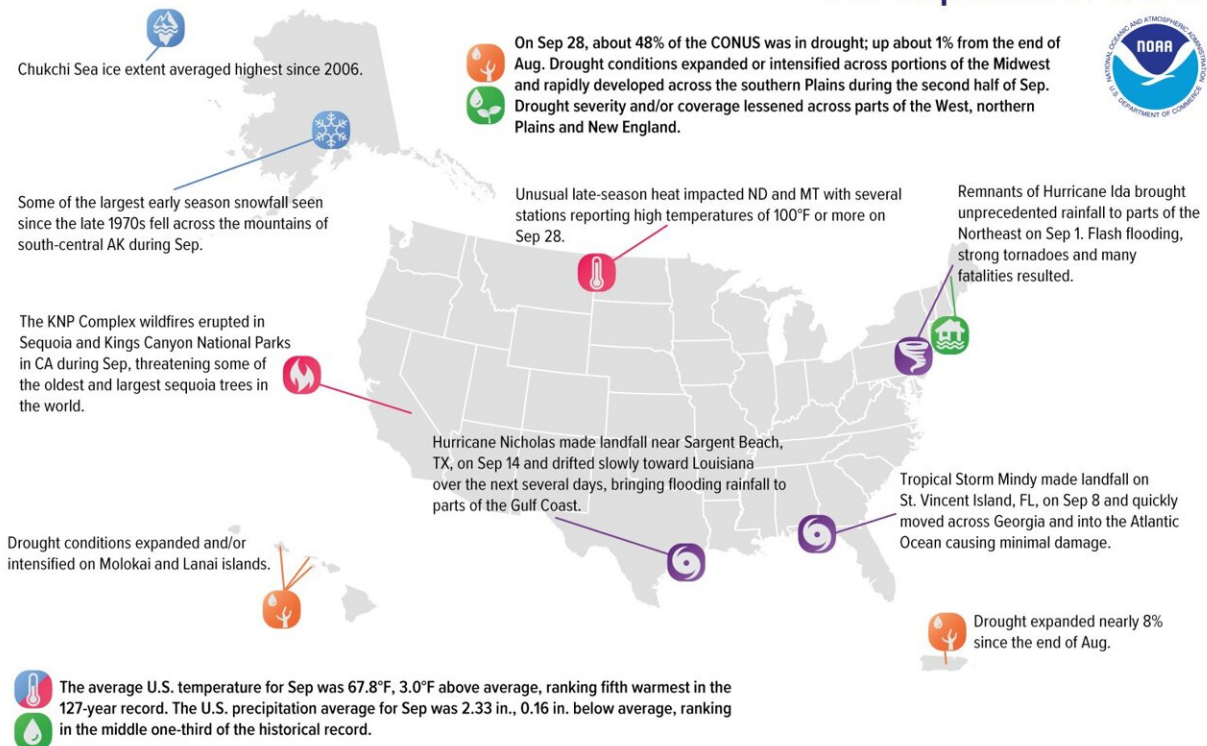 Chukchi Sea ice extent averaged highest since 2006.
On Sep 28, about 48% of the CONUS was in drought; up about 1% from the end of
Aug. Drought conditions expanded or intensified across portions of the Midwest
and rapidly developed across the southern Plains during the second half of Sep.
Drought severity and/or coverage lessened across parts of the West, northern
Plains and New England.
NATIONAL OCEANIC AND ATMOSPHERIC ADMINISTRATION
NOAA
U.S. DEPARTMENT OF COMMERCE
Some of the largest early season snowfall seen
since the late 1970s fell across the mountains of
south-central AK during Sep.
Unusual late-season heat impacted ND and MT with several
stations reporting high temperatures of 100°F or more on
Sep 28.
Remnants of Hurricane Ida brought
unprecedented rainfall to parts of the
Northeast on Sep 1. Flash flooding,
strong tornadoes and many
fatalities resulted.
The KNP Complex wildfires erupted in
Sequoia and Kings Canyon National Parks
in CA during Sep, threatening some of
the oldest and largest sequoia trees in
the world.
Hurricane Nicholas made landfall near Sargent Beach,
TX, on Sep 14 and drifted slowly toward Louisiana
over the next several days, bringing flooding rainfall to
parts of the Gulf Coast.
Tropical Storm Mindy made landfall on
St. Vincent Island, FL, on Sep 8 and quickly
moved across Georgia and into the Atlantic
Ocean causing minimal damage.
Drought conditions expanded and/or
intensified on Molokai and Lanai islands.
Drought expanded nearly 8%
since the end of Aug.
The average U.S. temperature for Sep was 67.8°F, 3.0°F above average, ranking fifth warmest in the
127-year record. The U.S. precipitation average for Sep was 2.33 in., 0.16 in. below average, ranking
in the middle one-third of the historical record.